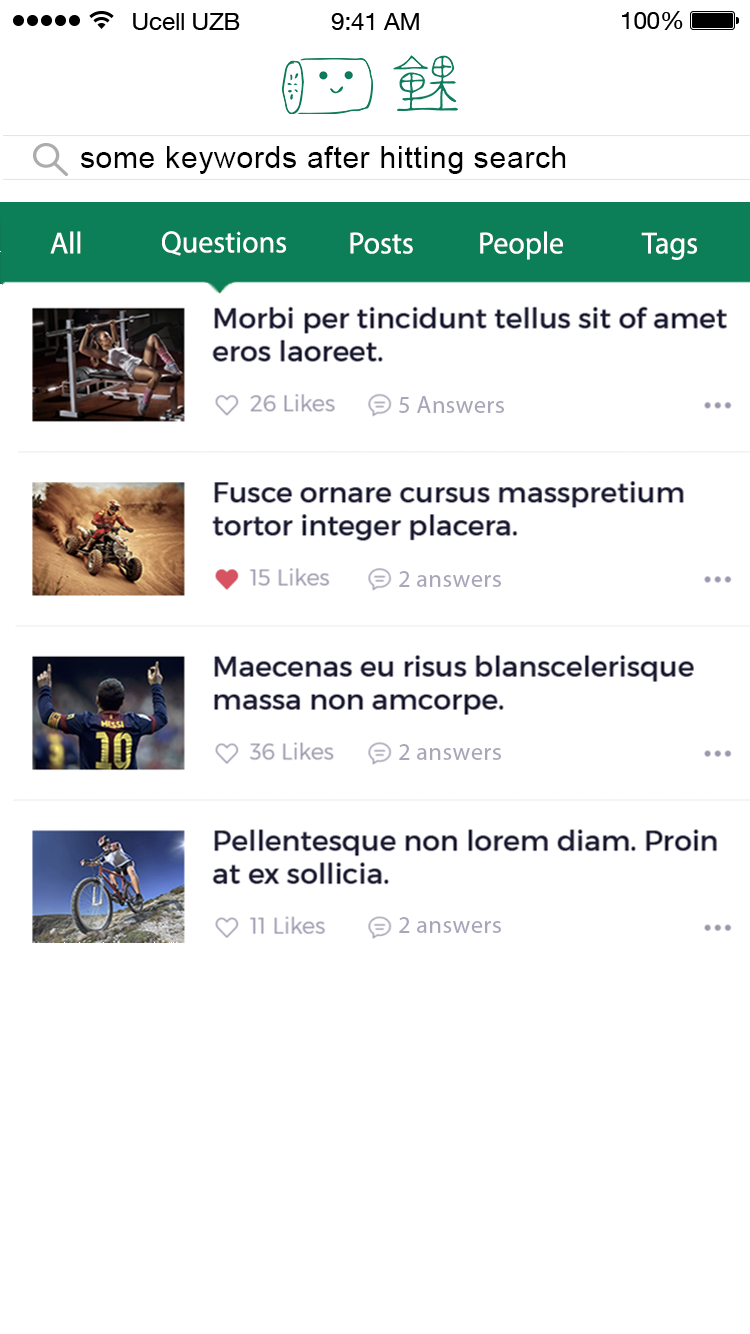 Ucell UZB 9:41 AM 100%
some keywords after hitting search
All Questions Posts People Tags
Morbi per tincidunt tellus sit of amet
eros laoreet.
26 Likes 5 Answers
Fusce ornare cursus masspretium
tortor integer placera.
15 Likes 2 answers
MESSI
10
Maecenas eu risus blanscelerisque
massa non amcorpe.
36 Likes 2 answers
Pellentesque non lorem diam. Proin
at ex sollicia.
11 Likes 2 answers